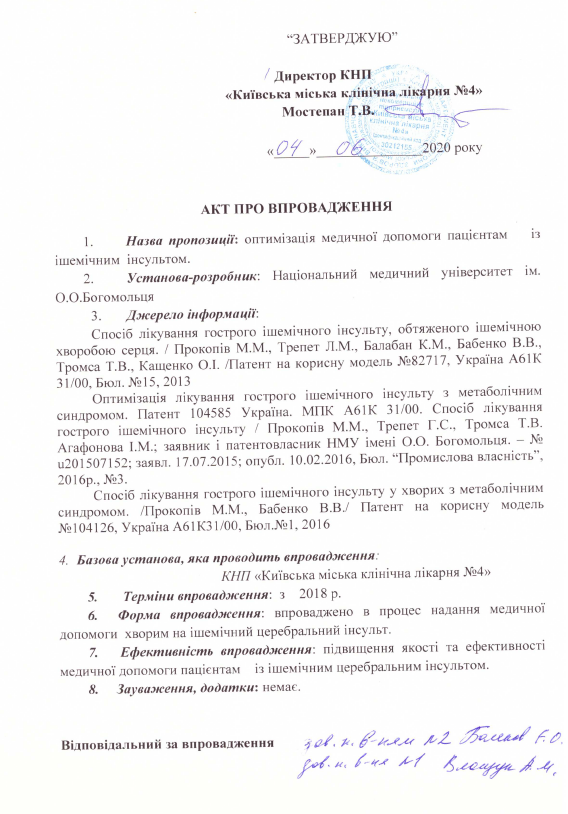 “ЗАТВЕРДЖУЮ”
Директор КНП
«Київська міська клінічна лікарня №4»
Мостепан Т.В.
«04» 06 2020 року
АКТ ПРО ВПРОВАДЖЕННЯ
1. Назва пропозиції: оптимізація медичної допомоги пацієнтам із
ішемічним інсультом.
2. Установа-розробник: Національний медичний університет ім.
О.О.Богомольця
3. Джерело інформації:
Спосіб лікування гострого ішемічного інсульту, обтяженого ішемічною
хворобою серця. / Прокопів М.М., Трепет Л.М., Балабан К.М., Бабенко В.В.,
Тромса Т.В., Кащенко О.І. /Патент на корисну модель №82717, Україна А61К
31/00, Бюл. №15, 2013
Оптимізація лікування гострого ішемічного інсульту з метаболічним
синдромом. Патент 104585 Україна. МПК А61К 31/00. Спосіб лікування
гострого ішемічного інсульту / Прокопів М.М., Трепет Г.С., Тромса Т.В.
Агафонова І.М.; заявник і патентовласник НМУ імені О.О. Богомольця. – №
u201507152; заявл. 17.07.2015; опубл. 10.02.2016, Бюл. “Промислова власність”,
2016р., №3.
Спосіб лікування гострого ішемічного інсульту у хворих з метаболічним
синдромом. /Прокопів М.М., Бабенко В.В./ Патент на корисну модель
№104126, Україна А61К31/00, Бюл.№1, 2016
4. Базова установа, яка проводить впровадження:
КНП «Київська міська клінічна лікарня №4»
5. Терміни впровадження: з 2018 р.
6. Форма впровадження: впроваджено в процес надання медичної
допомоги хворим на ішемічний церебральний інсульт.
7. Ефективність впровадження: підвищення якості та ефективності
медичної допомоги пацієнтам із ішемічним церебральним інсультом.
8. Зауваження, додатки: немає.
Відповідальний за впровадження
зав. н. в-ням №2
зав. н. в-ня №1